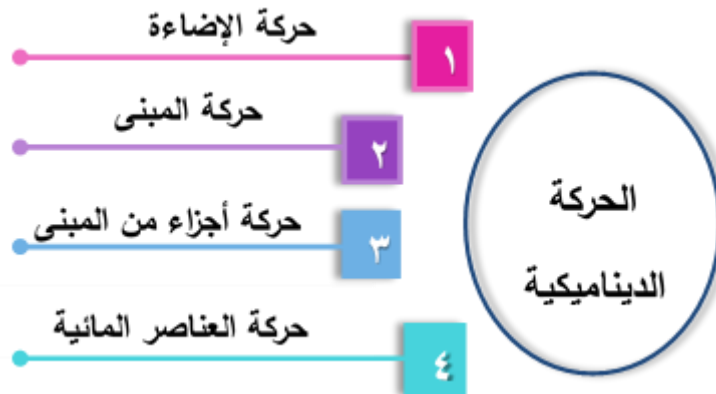 الحركة
الديناميكية
١
حركة الإضاءة
٢
حركة المبنى
٣
حركة أجزاء من المبنى
٤
حركة العناصر المائية